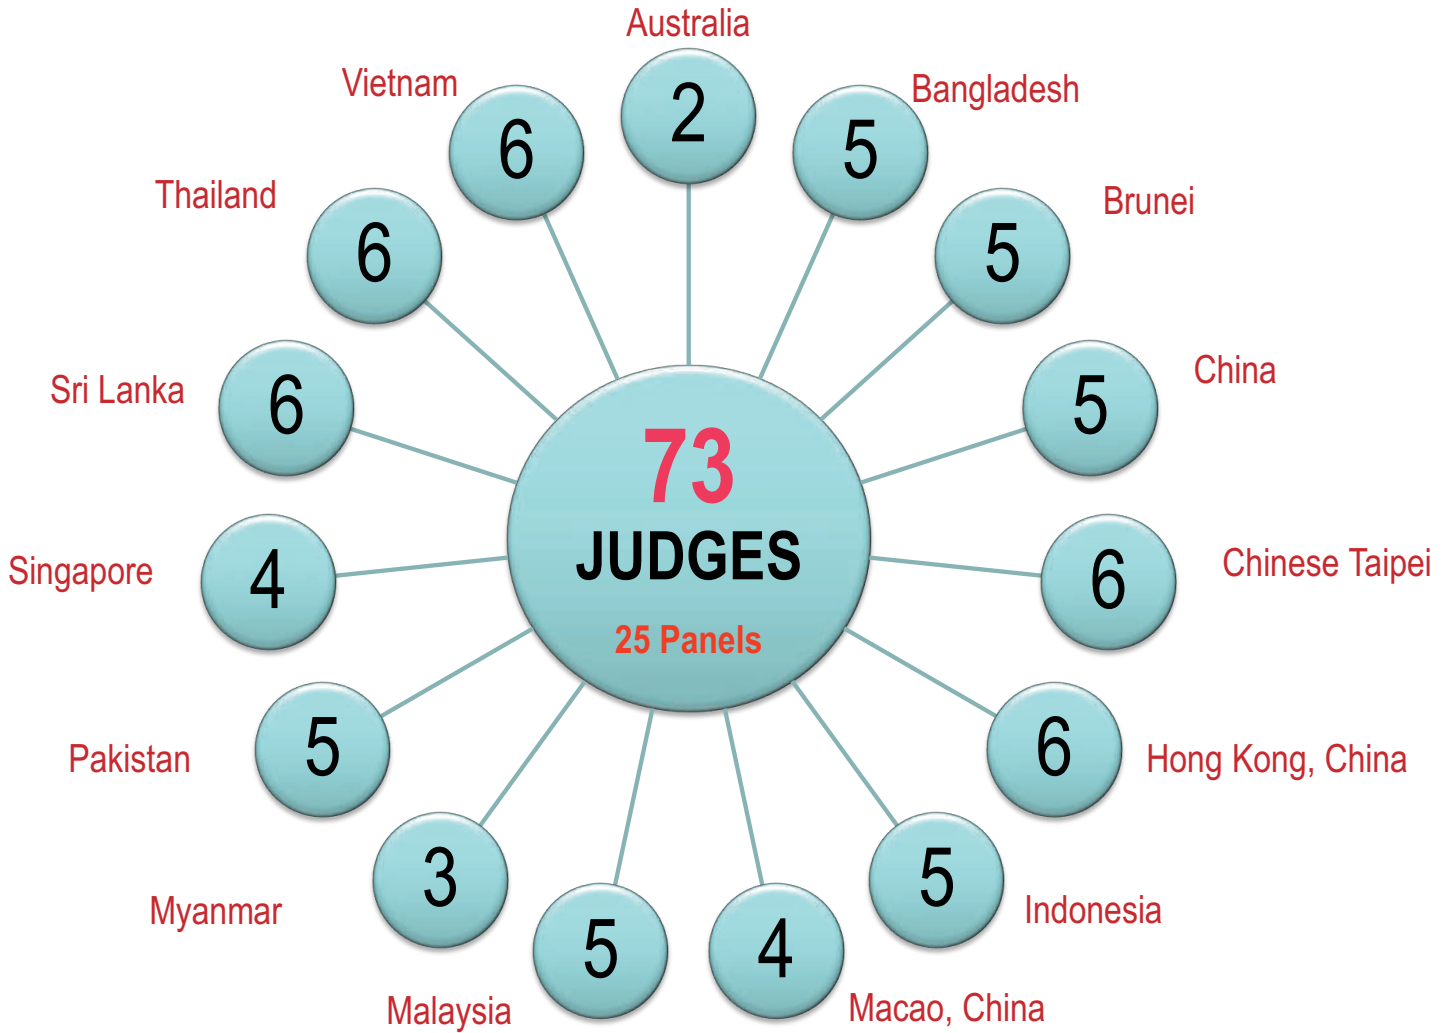 Australia
2
Bangladesh
5
Brunei
5
China
5
Chinese Taipei
6
Hong Kong, China
6
Indonesia
5
Macao, China
4
Malaysia
5
Myanmar
3
Pakistan
5
Singapore
4
Sri Lanka
6
Thailand
6
Vietnam
6
73
JUDGES
25 Panels